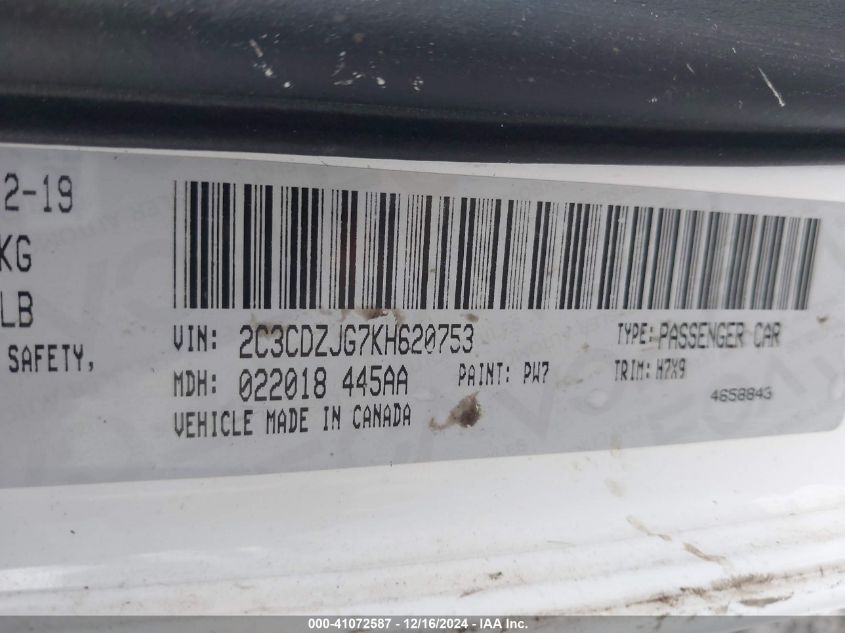 2-19
KG
LB
SAFETY,
VIN: 2C3CDZJG7KH620753
TYPE: PASSENGER CAR
MDH: 022018 445AA
PAINT: PW7
TRIM: H7X9
VEHICLE MADE IN CANADA
465884G
000-41072587 - 12/16/2024 - IAA Inc.